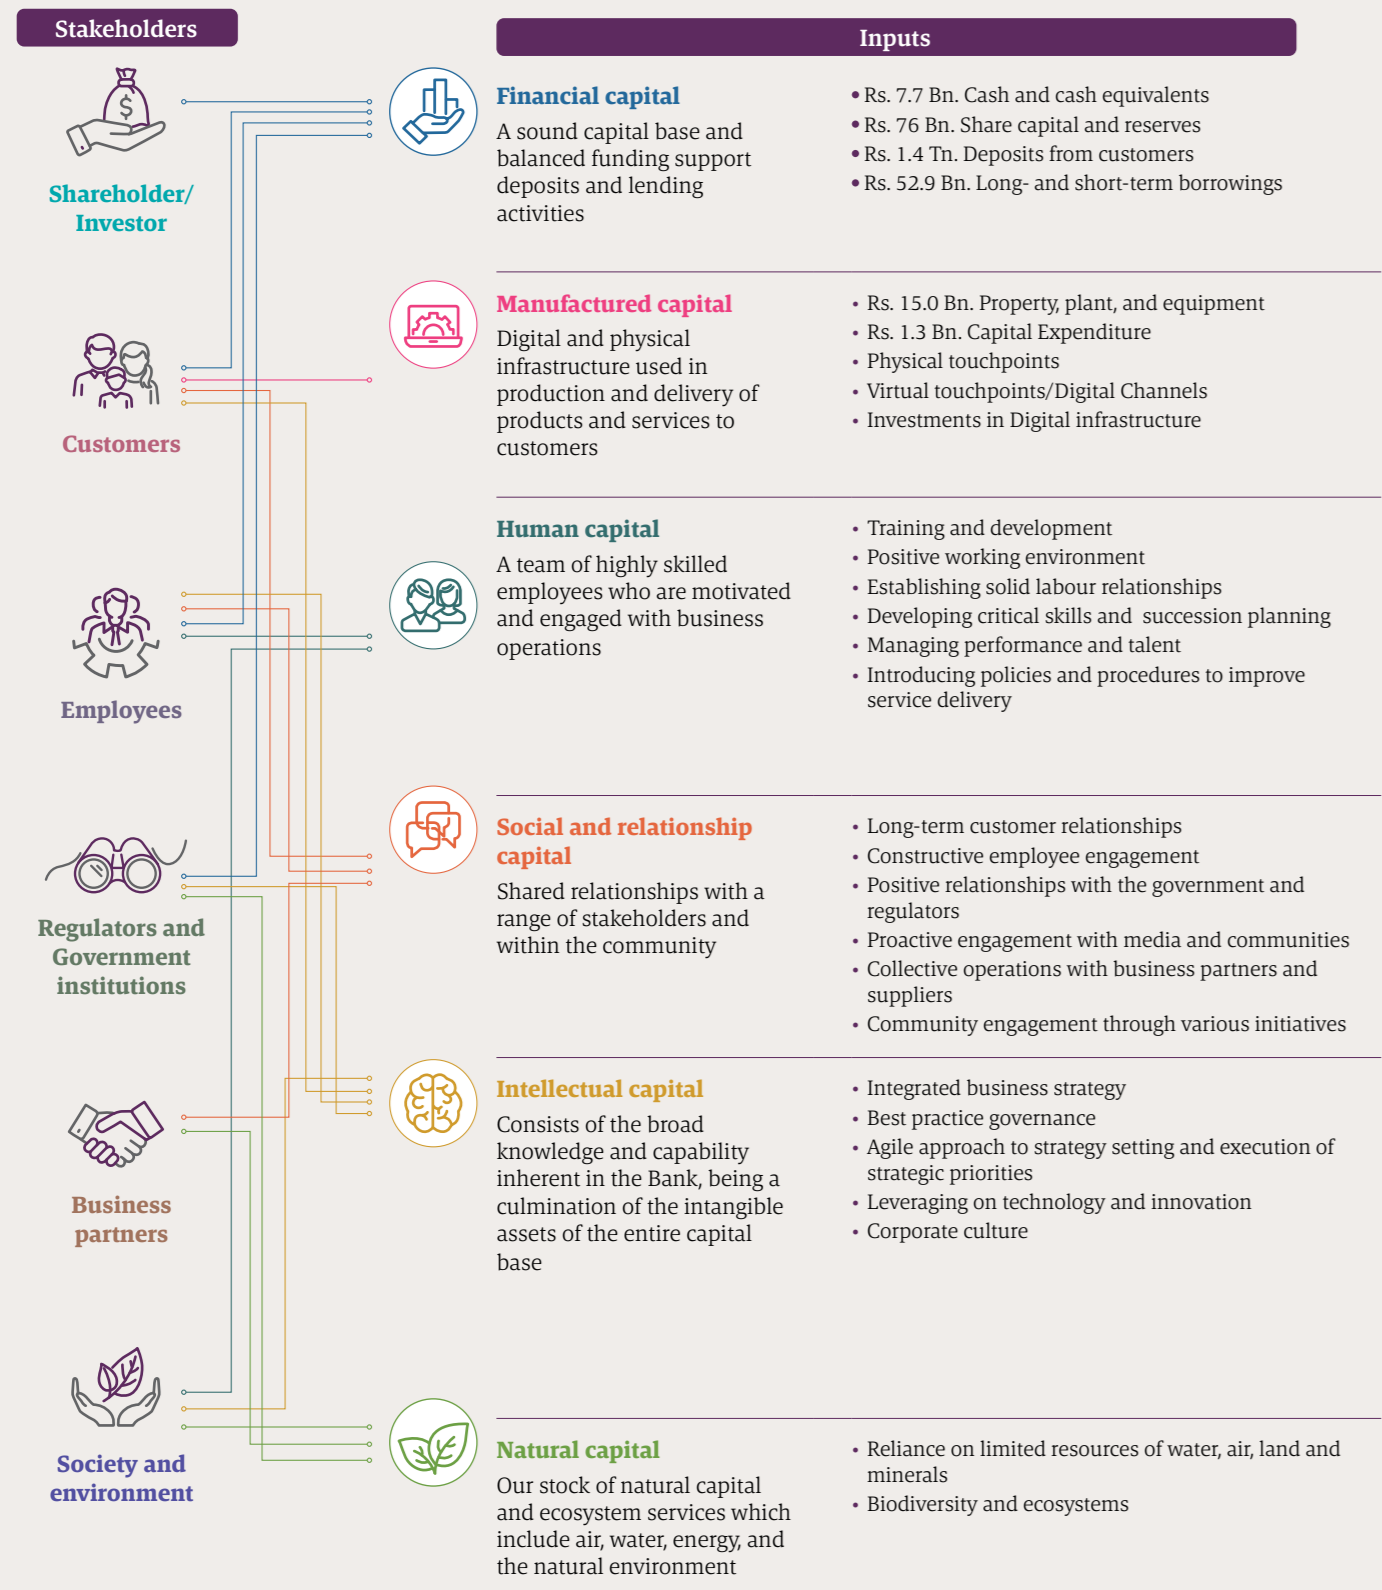 Stakeholders
Inputs
Shareholder/
Investor
Customers
Employees
Regulators and
Government
institutions
Business
partners
Society and
environment
Financial capital
A sound capital base and
balanced funding support
deposits and lending
activities
• Rs. 7.7 Bn. Cash and cash equivalents
• Rs. 76 Bn. Share capital and reserves
• Rs. 1.4 Tn. Deposits from customers
• Rs. 52.9 Bn. Long- and short-term borrowings
Manufactured capital
Digital and physical
infrastructure used in
production and delivery of
products and services to
customers
• Rs. 15.0 Bn. Property, plant, and equipment
• Rs. 1.3 Bn. Capital Expenditure
• Physical touchpoints
• Virtual touchpoints/Digital Channels
• Investments in Digital infrastructure
Human capital
A team of highly skilled
employees who are motivated
and engaged with business
operations
• Training and development
• Positive working environment
• Establishing solid labour relationships
• Developing critical skills and succession planning
• Managing performance and talent
• Introducing policies and procedures to improve
service delivery
Social and relationship
capital
Shared relationships with a
range of stakeholders and
within the community
• Long-term customer relationships
• Constructive employee engagement
• Positive relationships with the government and
regulators
• Proactive engagement with media and communities
• Collective operations with business partners and
suppliers
• Community engagement through various initiatives
Intellectual capital
Consists of the broad
knowledge and capability
inherent in the Bank, being a
culmination of the intangible
assets of the entire capital
base
• Integrated business strategy
• Best practice governance
• Agile approach to strategy setting and execution of
strategic priorities
• Leveraging on technology and innovation
• Corporate culture
Natural capital
Our stock of natural capital
and ecosystem services which
include air, water, energy, and
the natural environment
• Reliance on limited resources of water, air, land and
minerals
• Biodiversity and ecosystems